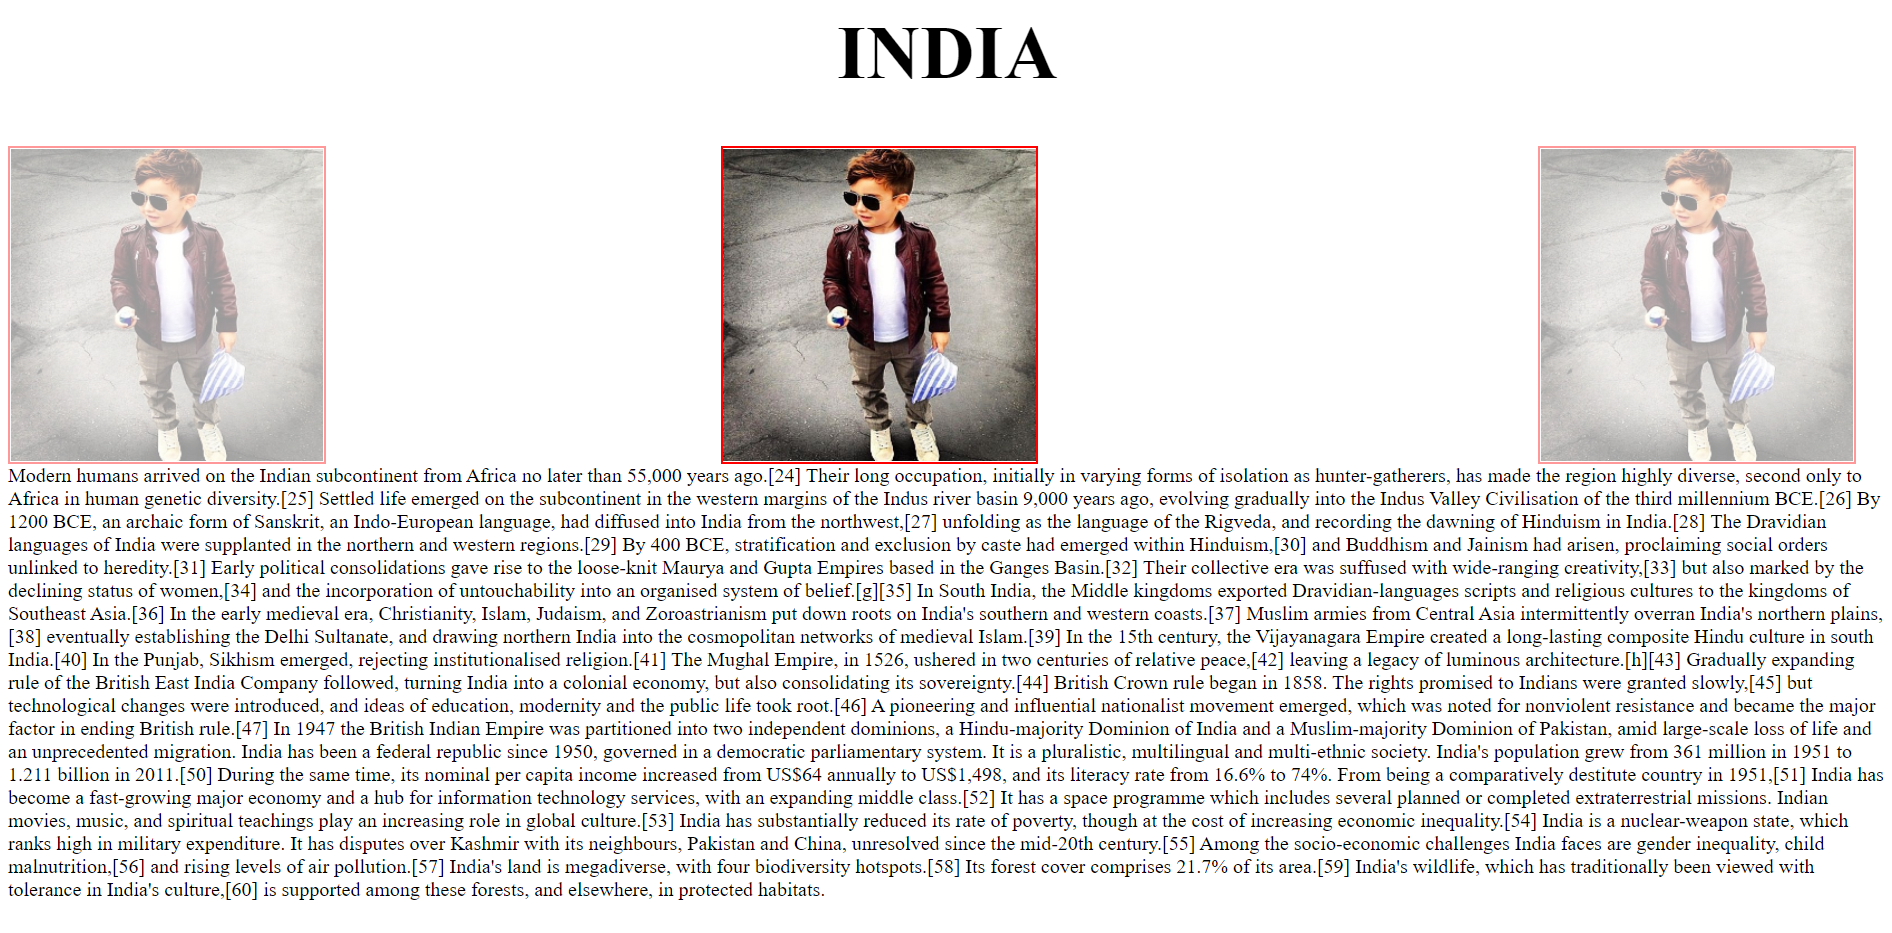 INDIA
Modern humans arrived on the Indian subcontinent from Africa no later than 55,000 years ago.[24] Their long occupation, initially in varying forms of isolation as hunter-gatherers, has made the region highly diverse, second only to
Africa in human genetic diversity.[25] Settled life emerged on the subcontinent in the western margins of the Indus river basin 9,000 years ago, evolving gradually into the Indus Valley Civilisation of the third millennium BCE.[26] By
1200 BCE, an archaic form of Sanskrit, an Indo-European language, had diffused into India from the northwest,[27] unfolding as the language of the Rigveda, and recording the dawning of Hinduism in India.[28] The Dravidian
languages of India were supplanted in the northern and western regions.[29] By 400 BCE, stratification and exclusion by caste had emerged within Hinduism,[30] and Buddhism and Jainism had arisen, proclaiming social orders
unlinked to heredity.[31] Early political consolidations gave rise to the loose-knit Maurya and Gupta Empires based in the Ganges Basin.[32] Their collective era was suffused with wide-ranging creativity,[33] but also marked by the
declining status of women,[34] and the incorporation of untouchability into an organised system of belief.[g][35] In South India, the Middle kingdoms exported Dravidian-languages scripts and religious cultures to the kingdoms of
Southeast Asia.[36] In the early medieval era, Christianity, Islam, Judaism, and Zoroastrianism put down roots on India's southern and western coasts.[37] Muslim armies from Central Asia intermittently overran India's northern plains,
[38] eventually establishing the Delhi Sultanate, and drawing northern India into the cosmopolitan networks of medieval Islam.[39] In the 15th century, the Vijayanagara Empire created a long-lasting composite Hindu culture in south
India.[40] In the Punjab, Sikhism emerged, rejecting institutionalised religion.[41] The Mughal Empire, in 1526, ushered in two centuries of relative peace,[42] leaving a legacy of luminous architecture.[h][43] Gradually expanding
rule of the British East India Company followed, turning India into a colonial economy, but also consolidating its sovereignty.[44] British Crown rule began in 1858. The rights promised to Indians were granted slowly,[45] but
technological changes were introduced, and ideas of education, modernity and the public life took root.[46] A pioneering and influential nationalist movement emerged, which was noted for nonviolent resistance and became the major
factor in ending British rule.[47] In 1947 the British Indian Empire was partitioned into two independent dominions, a Hindu-majority Dominion of India and a Muslim-majority Dominion of Pakistan, amid large-scale loss of life and
an unprecedented migration. India has been a federal republic since 1950, governed in a democratic parliamentary system. It is a pluralistic, multilingual and multi-ethnic society. India's population grew from 361 million in 1951 to
1.211 billion in 2011.[50] During the same time, its nominal per capita income increased from US$64 annually to US$1,498, and its literacy rate from 16.6% to 74%. From being a comparatively destitute country in 1951,[51] India has
become a fast-growing major economy and a hub for information technology services, with an expanding middle class.[52] It has a space programme which includes several planned or completed extraterrestrial missions. Indian
movies, music, and spiritual teachings play an increasing role in global culture.[53] India has substantially reduced its rate of poverty, though at the cost of increasing economic inequality.[54] India is a nuclear-weapon state, which
ranks high in military expenditure. It has disputes over Kashmir with its neighbours, Pakistan and China, unresolved since the mid-20th century.[55] Among the socio-economic challenges India faces are gender inequality, child
malnutrition,[56] and rising levels of air pollution.[57] India's land is megadiverse, with four biodiversity hotspots.[58] Its forest cover comprises 21.7% of its area.[59] India's wildlife, which has traditionally been viewed with
tolerance in India's culture,[60] is supported among these forests, and elsewhere, in protected habitats.